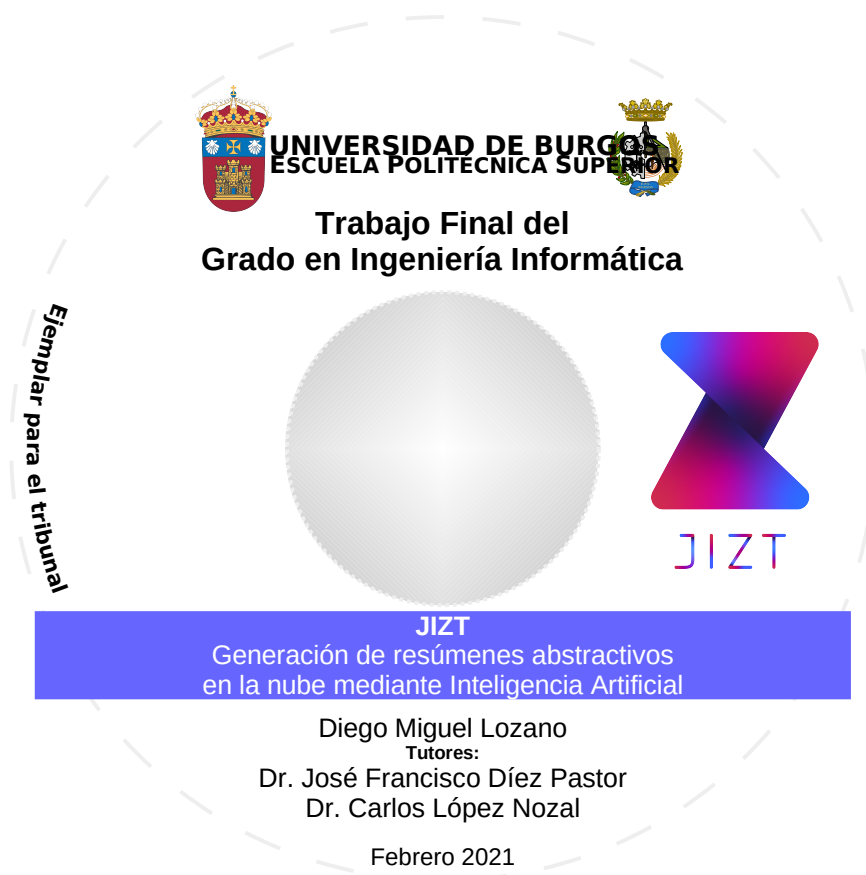 UNIVERSIDAD DE BURGOS
ESCUELA POLITÉCNICA SUPERIOR
Trabajo Final del
Grado en Ingeniería Informática
Ejemplar para el tribunal
JIZT
JIZT
Generación de resúmenes abstractivos
en la nube mediante Inteligencia Artificial
Diego Miguel Lozano
Tutores:
Dr. José Francisco Díez Pastor
Dr. Carlos López Nozal
Febrero 2021